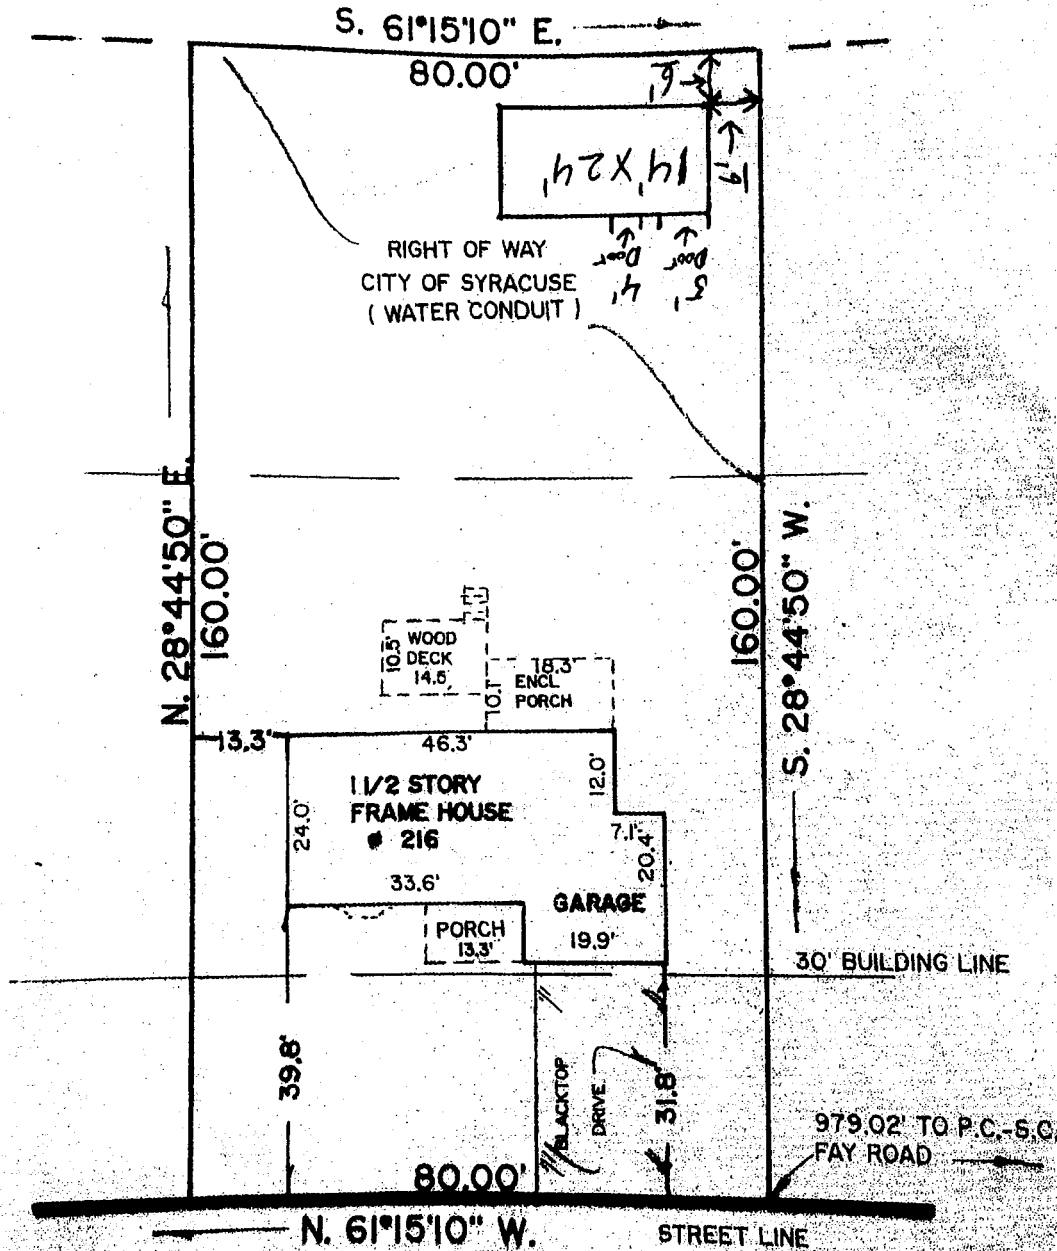 S. 61°15'10" E.
80.00'
6'
6'
14' X 24'
Door
Door
4'
RIGHT OF WAY
CITY OF SYRACUSE
( WATER CONDUIT )
N. 28°44'50" E.
160.00'
160.00'
S. 28°44'50" W.
10.5'
WOOD
DECK
18.3'
10.1'
ENCL
PORCH
13.3'
46.3'
12.0'
24.0'
1 1/2 STORY
FRAME HOUSE
# 216
7.1'
20.4'
33.6'
GARAGE
19.9'
PORCH
13.3'
30' BUILDING LINE
39.8'
BLACKTOP
DRIVE
31.8'
979.02' TO P.C.-S.C.
FAY ROAD
80.00'
N. 61°15'10" W.
STREET LINE